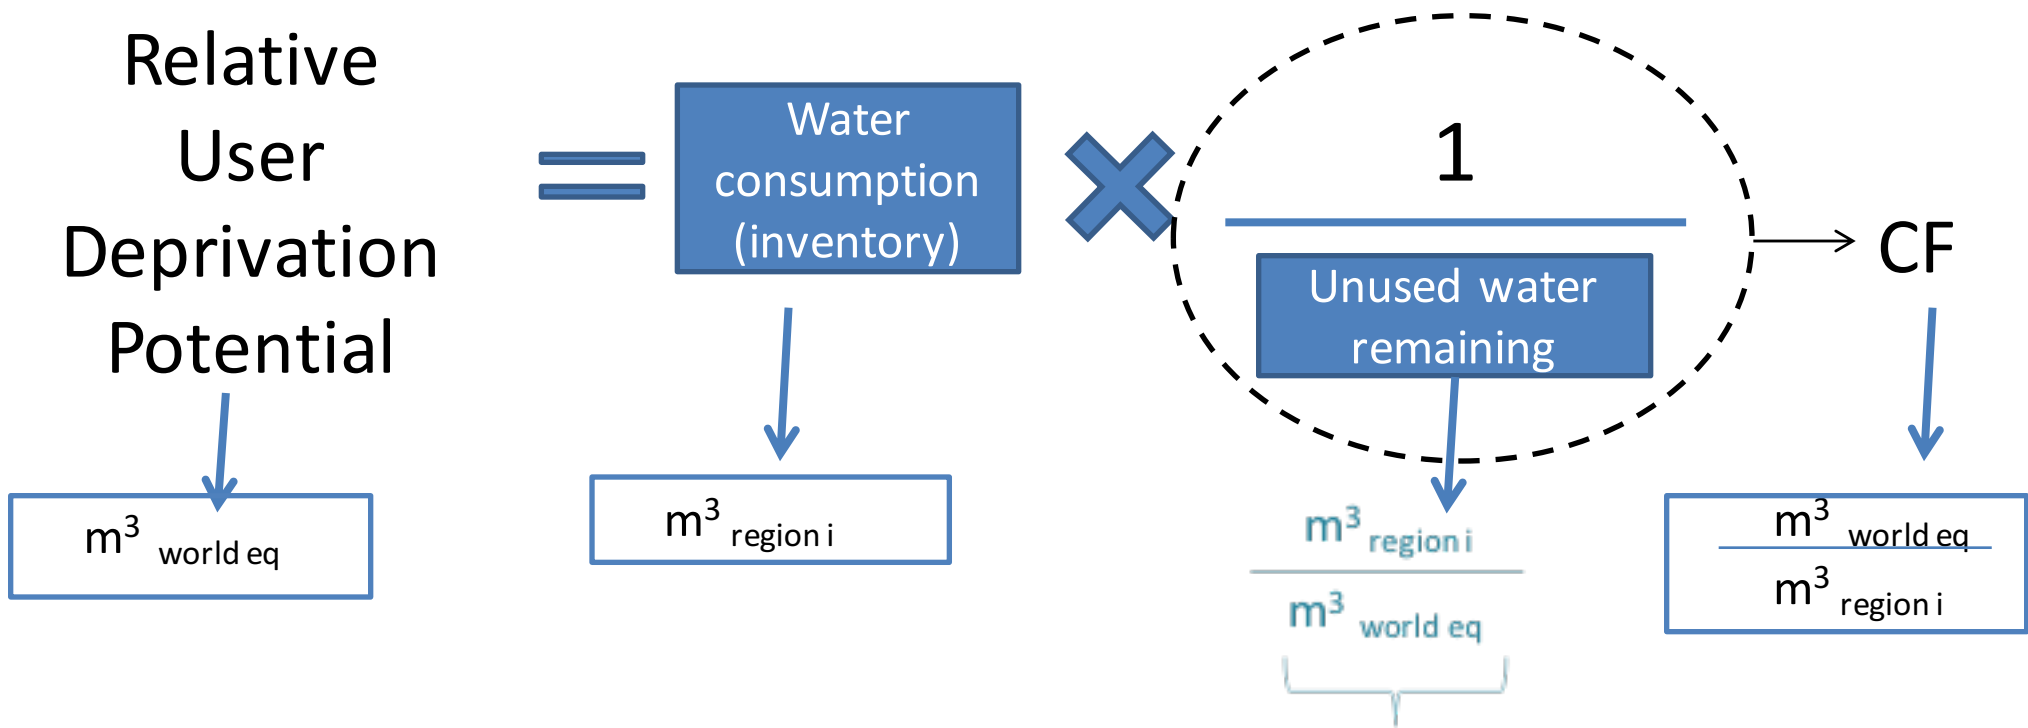 Relative
User
Deprivation
Potential
=
Water
consumption
(inventory)
×
1
Unused water
remaining
CF
m³ world eq
m³ region i
m³ region i
m³ world eq
m³ world eq
m³ region i